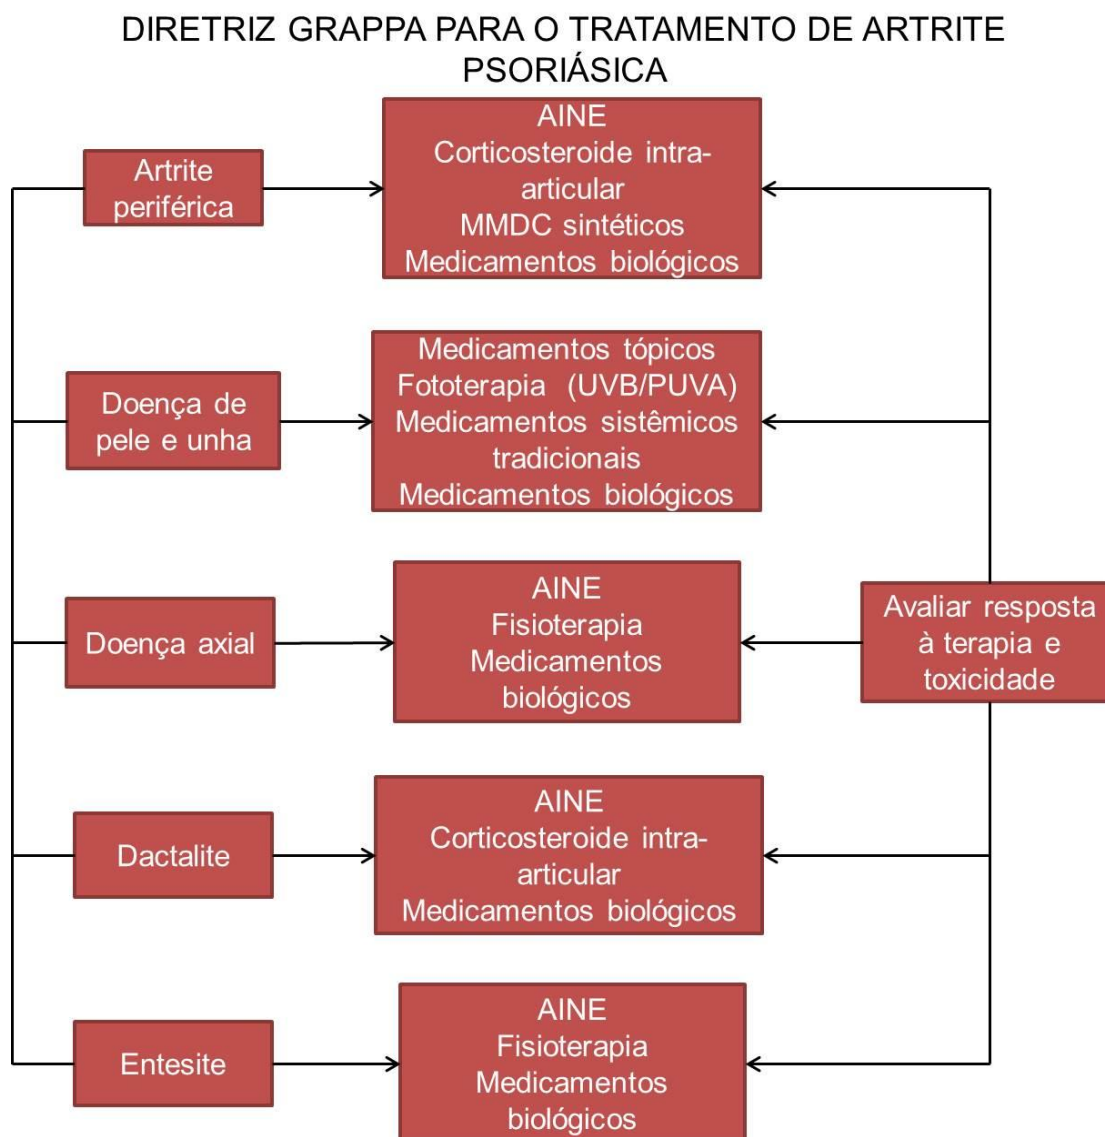 DIRETRIZ GRAPPA PARA O TRATAMENTO DE ARTRITE
PSORIÁSICA
Artrite
periférica
AINE
Corticosteroide intra-
articular
MMDC sintéticos
Medicamentos biológicos
Doença de
pele e unha
Medicamentos tópicos
Fototerapia (UVB/PUVA)
Medicamentos sistêmicos
tradicionais
Medicamentos biológicos
Doença axial
AINE
Fisioterapia
Medicamentos
biológicos
Avaliar resposta
à terapia e
toxicidade
Dactalite
AINE
Corticosteroide intra-
articular
Medicamentos biológicos
Entesite
AINE
Fisioterapia
Medicamentos
biológicos